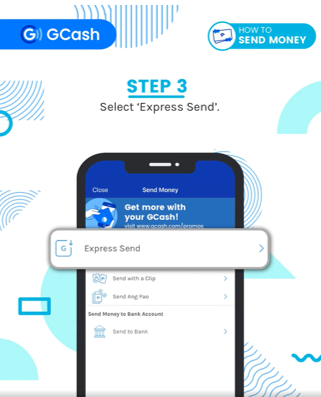 GCash
HOW TO
SEND MONEY
STEP 3
Select ‘Express Send’.
Close
Send Money
Get more with
your GCash!
visit www.gcash.com/promos
G
Express Send
Send with a Clip
Send Ang Pao
Send Money to Bank Account
Send to Bank